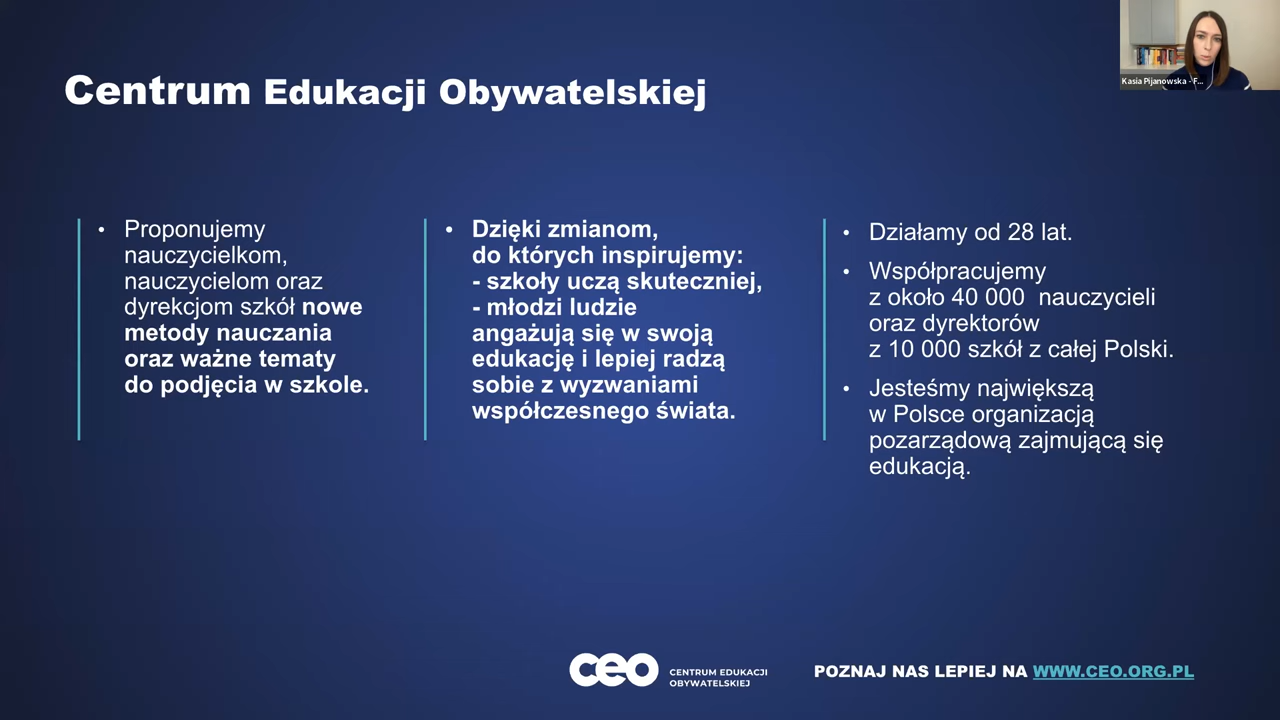 Centrum Edukacji Obywatelskiej
Kasia Pijanowska - F...
• Proponujemy
nauczycielkom,
nauczycielom oraz
dyrekcjom szkół nowe
metody nauczania
oraz ważne tematy
do podjęcia w szkole.
• Dzięki zmianom,
do których inspirujemy:
- szkoły uczą skuteczniej,
- młodzi ludzie
angażują się w swoją
edukację i lepiej radzą
sobie z wyzwaniami
współczesnego świata.
• Działamy od 28 lat.
• Współpracujemy
z około 40 000 nauczycieli
oraz dyrektorów
z 10 000 szkół z całej Polski.
• Jesteśmy największą
w Polsce organizacją
pozarządową zajmującą się
edukacją.
ceo
CENTRUM EDUKACJI
OBYWATELSKIEJ
POZNAJ NAS LEPIEJ NA WWW.CEO.ORG.PL